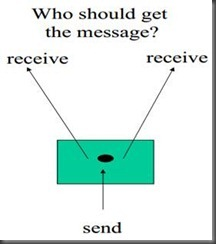 Who should get
the message?
receive receive
send